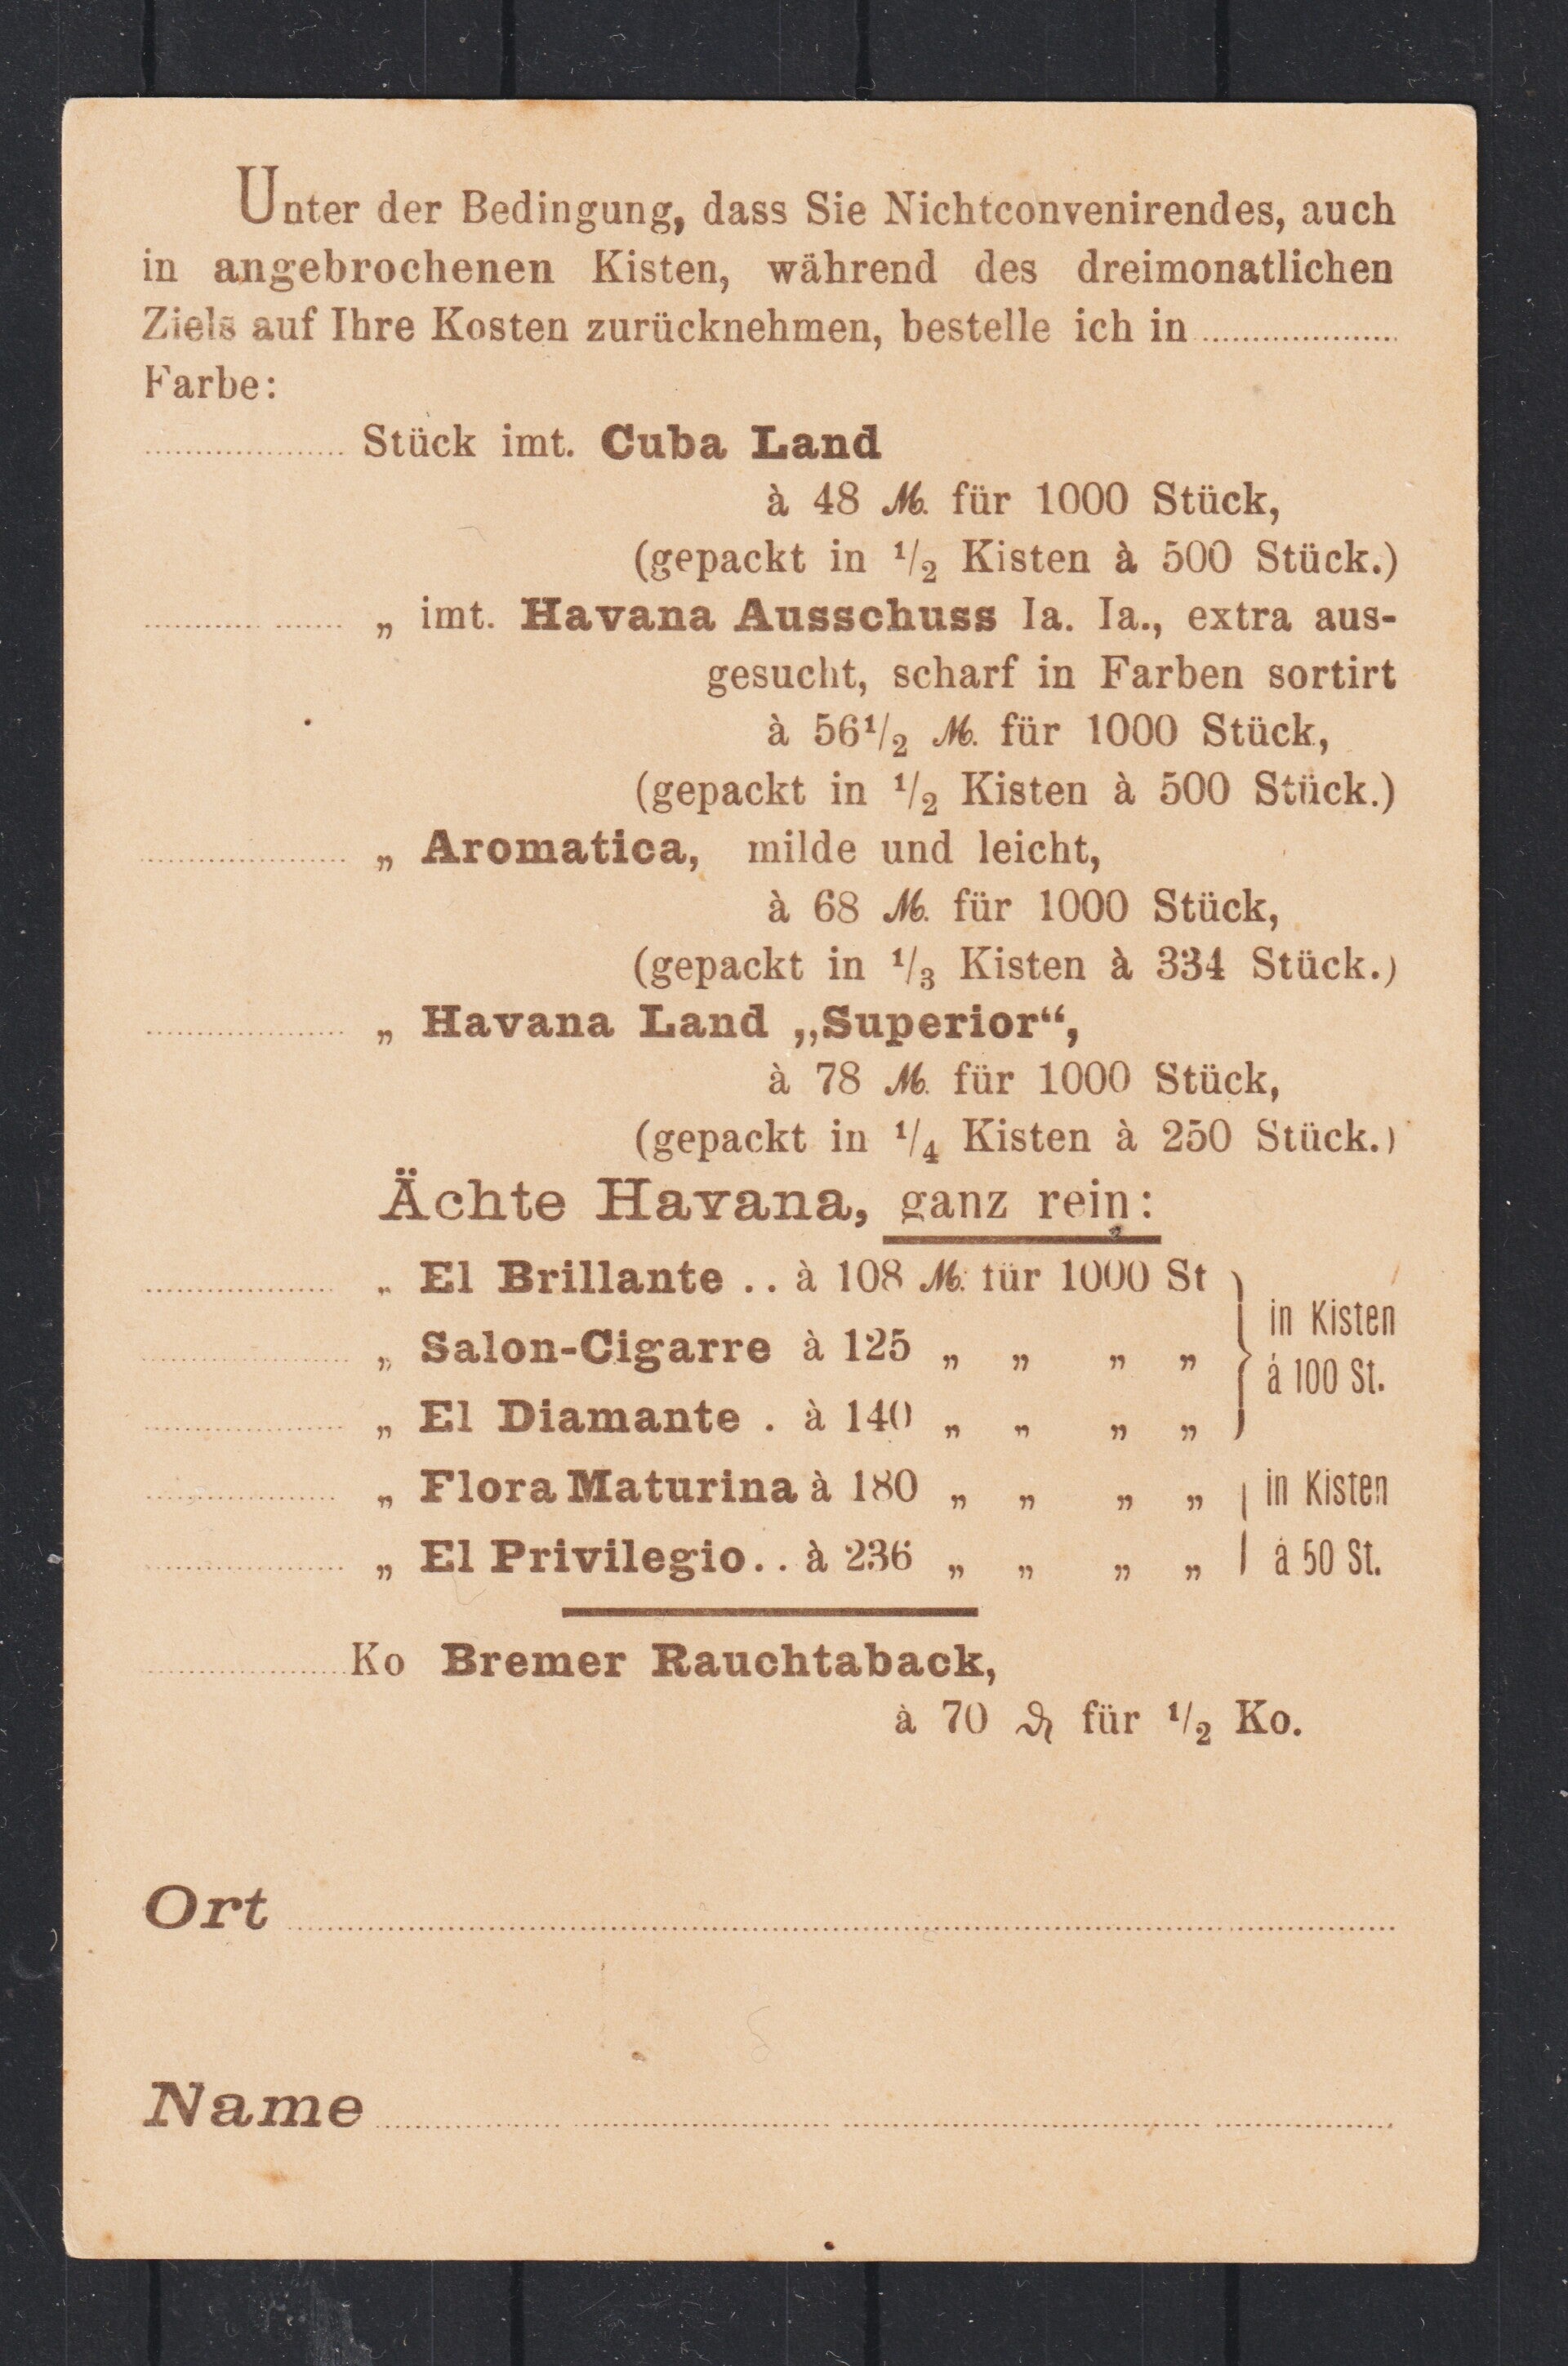 Unter der Bedingung, dass Sie Nichtconvenirendes, auch
in angebrochenen Kisten, während des dreimonatlichen
Ziels auf Ihre Kosten zurücknehmen, bestelle ich in ....................
Farbe:
.................... Stück imt. Cuba Land
à 48 ℳ. für 1000 Stück,
(gepackt in ¹/₂ Kisten à 500 Stück.)
.................... „ imt. Havana Ausschuss Ia. Ia., extra aus-
gesucht, scharf in Farben sortirt
à 56¹/₂ ℳ. für 1000 Stück,
(gepackt in ¹/₂ Kisten à 500 Stück.)
.................... „ Aromatica, milde und leicht,
à 68 ℳ. für 1000 Stück,
(gepackt in ¹/₃ Kisten à 334 Stück.)
.................... „ Havana Land „Superior“,
à 78 ℳ. für 1000 Stück,
(gepackt in ¹/₄ Kisten à 250 Stück.)
Ächte Havana, ganz rein:
.................... „ El Brillante .. à 108 ℳ. für 1000 St
in Kisten
.................... „ Salon-Cigarre à 125 „ „ „ „
à 100 St.
.................... „ El Diamante . à 140 „ „ „ „
.................... „ Flora Maturina à 180 „ „ „ „ in Kisten
.................... „ El Privilegio.. à 236 „ „ „ „ à 50 St.
....................Ko Bremer Rauchtaback,
à 70 ₰ für ¹/₂ Ko.
Ort ....................
Name ....................